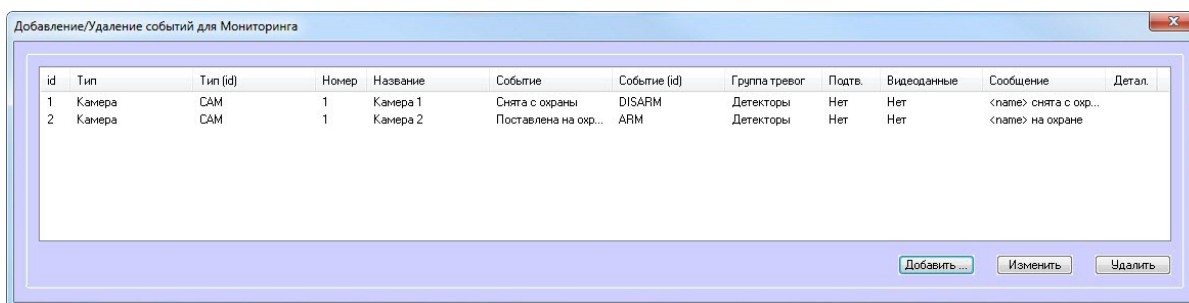 Добавление/Удаление событий для Мониторинга
id Тип Тип (id) Номер Название Событие Событие (id) Группа тревог Подтв. Видеоданные Сообщение Детал.
1 Камера CAM 1 Камера 1 Снята с охраны DISARM Детекторы Нет Нет <name> снята с охр...
2 Камера CAM 1 Камера 2 Поставлена на охр... ARM Детекторы Нет Нет <name> на охране
Добавить ... Изменить Удалить